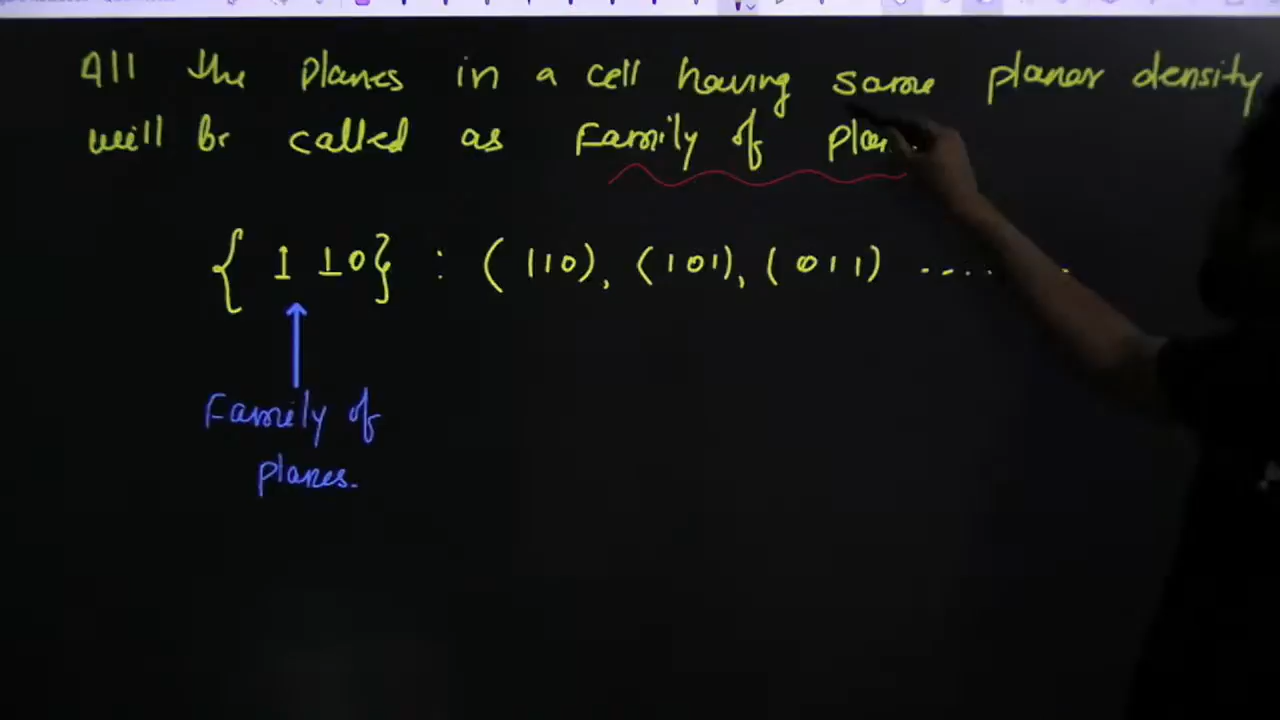 All the planes in a cell having same planar density
will be called as Family of
{ 1 1 0 } : (110), (101), (011) .......
Family of
planes.